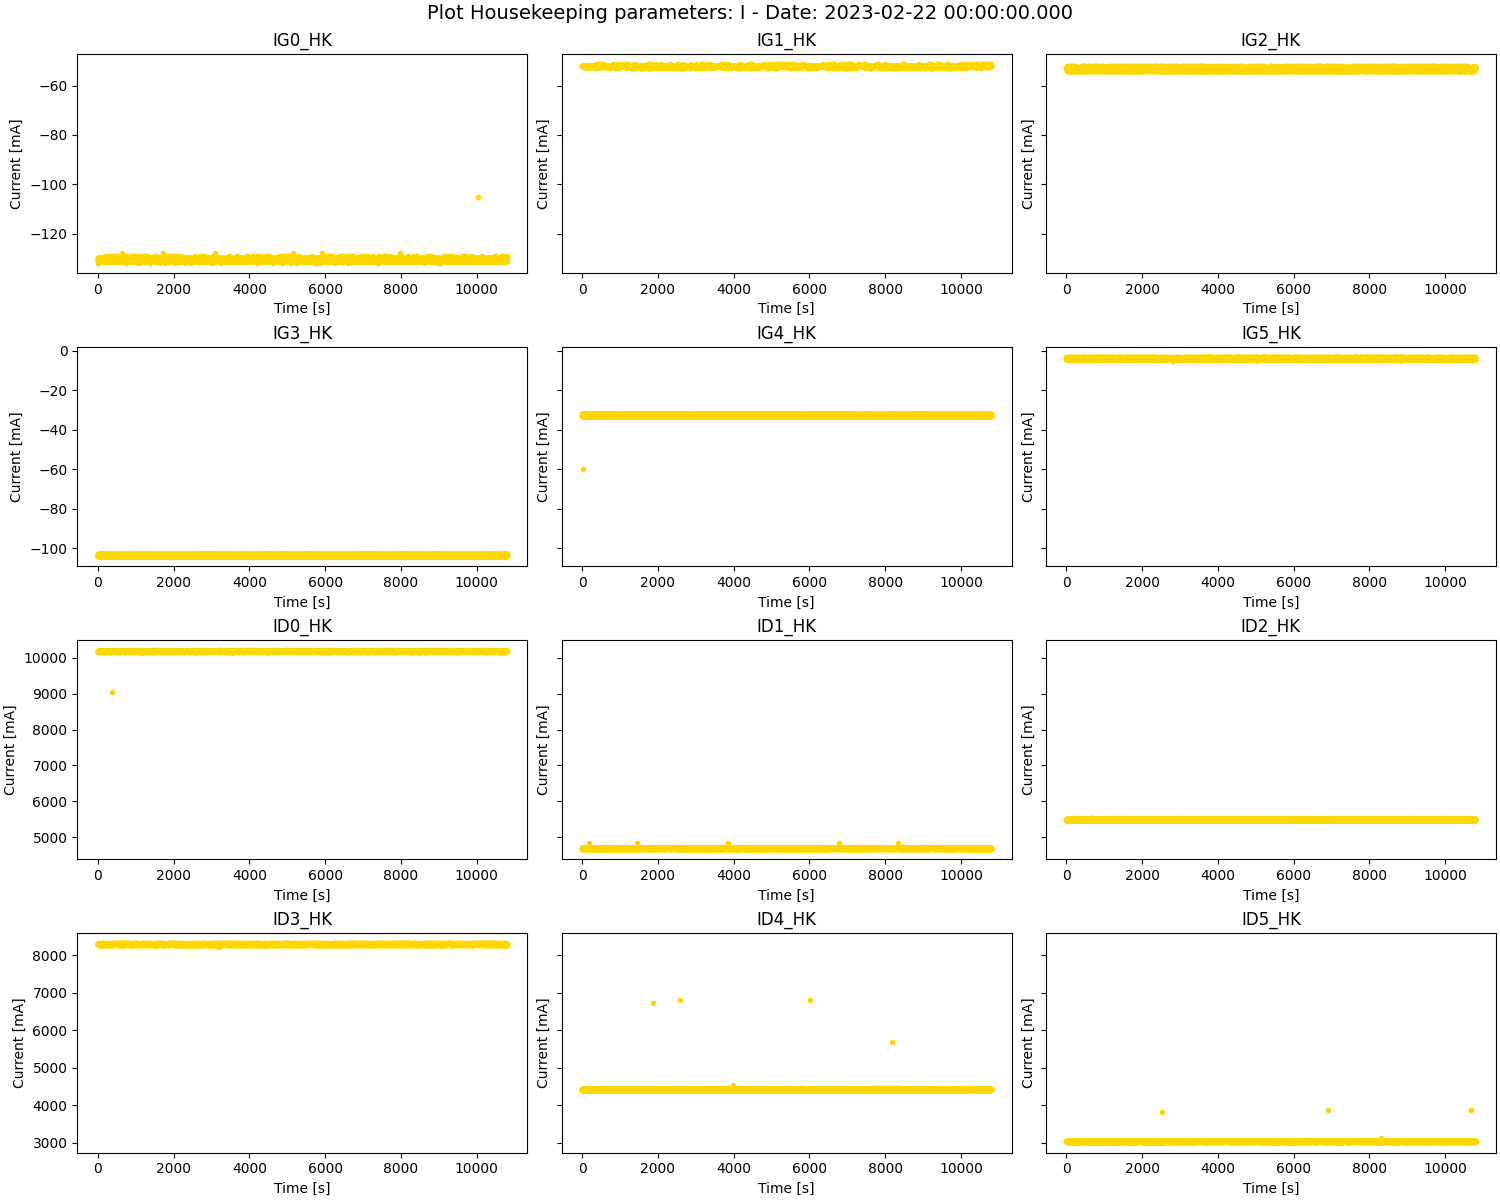 Plot Housekeeping parameters: I - Date: 2023-02-22 00:00:00.000
IG0_HK
IG1_HK
IG2_HK
Current [mA]
−60
−80
−100
−120
Current [mA]
Current [mA]
0 2000 4000 6000 8000 10000
0 2000 4000 6000 8000 10000
0 2000 4000 6000 8000 10000
Time [s]
Time [s]
Time [s]
IG3_HK
IG4_HK
IG5_HK
Current [mA]
0
−20
−40
−60
−80
−100
Current [mA]
Current [mA]
0 2000 4000 6000 8000 10000
0 2000 4000 6000 8000 10000
0 2000 4000 6000 8000 10000
Time [s]
Time [s]
Time [s]
ID0_HK
ID1_HK
ID2_HK
Current [mA]
10000
9000
8000
7000
6000
5000
Current [mA]
Current [mA]
0 2000 4000 6000 8000 10000
0 2000 4000 6000 8000 10000
0 2000 4000 6000 8000 10000
Time [s]
Time [s]
Time [s]
ID3_HK
ID4_HK
ID5_HK
Current [mA]
8000
7000
6000
5000
4000
3000
Current [mA]
Current [mA]
0 2000 4000 6000 8000 10000
0 2000 4000 6000 8000 10000
0 2000 4000 6000 8000 10000
Time [s]
Time [s]
Time [s]